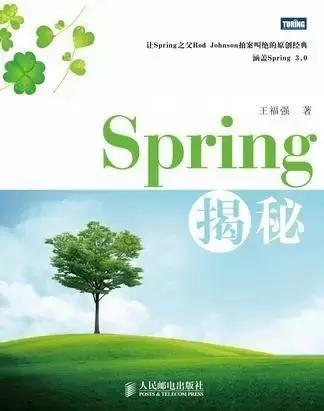 TURING
让Spring之父Rod Johnson拍案叫绝的原创经典
涵盖Spring 3.0
王福强 著
Spring
揭秘
人民邮电出版社
POSTS & TELECOM PRESS